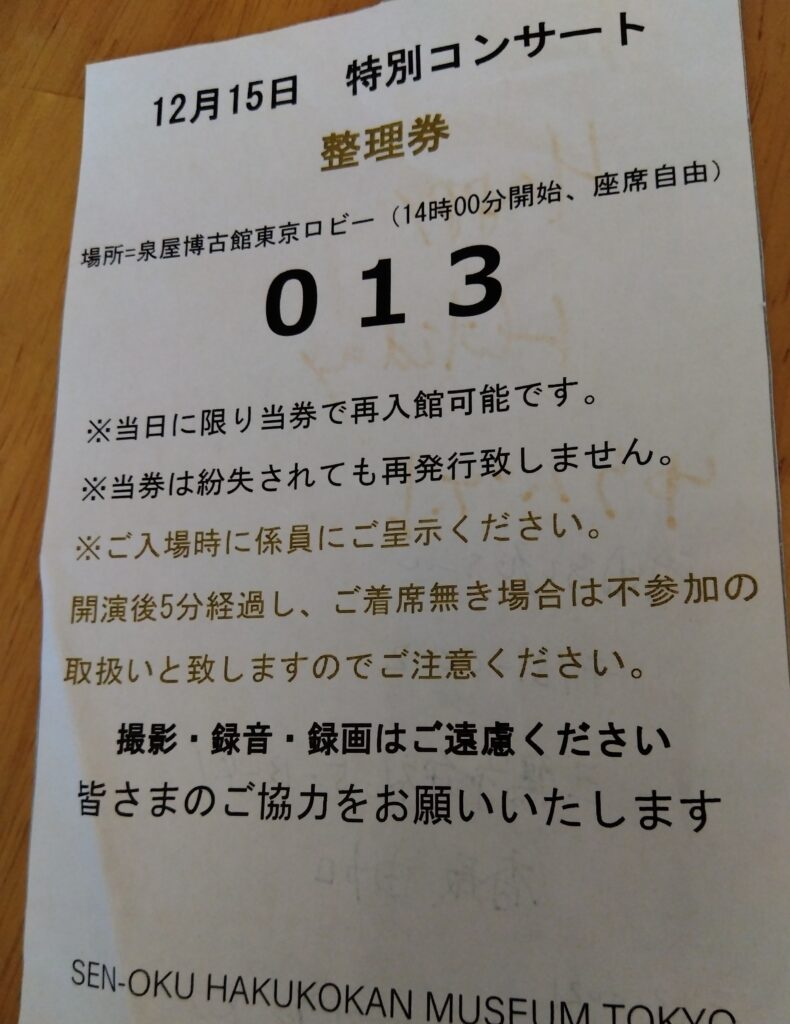 12月15日　特別コンサート
整理券
場所=泉屋博古館東京ロビー（14時00分開始、座席自由）
013
※当日に限り当券で再入館可能です。
※当券は紛失されても再発行致しません。
※ご入場時に係員にご呈示ください。
開演後5分経過し、ご着席無き場合は不参加の
取扱いと致しますのでご注意ください。
撮影・録音・録画はご遠慮ください
皆さまのご協力をお願いいたします
SEN-OKU HAKUKOKAN MUSEUM TOKYO